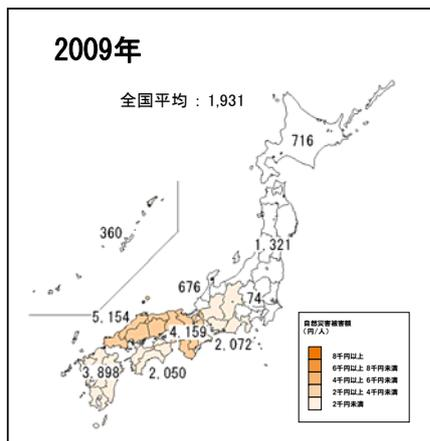 2009年
全国平均：1,931
716
360
1,321
676
74
5,154
4,159
2,072
3,898
2,050
自然災害被害額
（円/人）
8千円以上
6千円以上 8千円未満
4千円以上 6千円未満
2千円以上 4千円未満
2千円未満